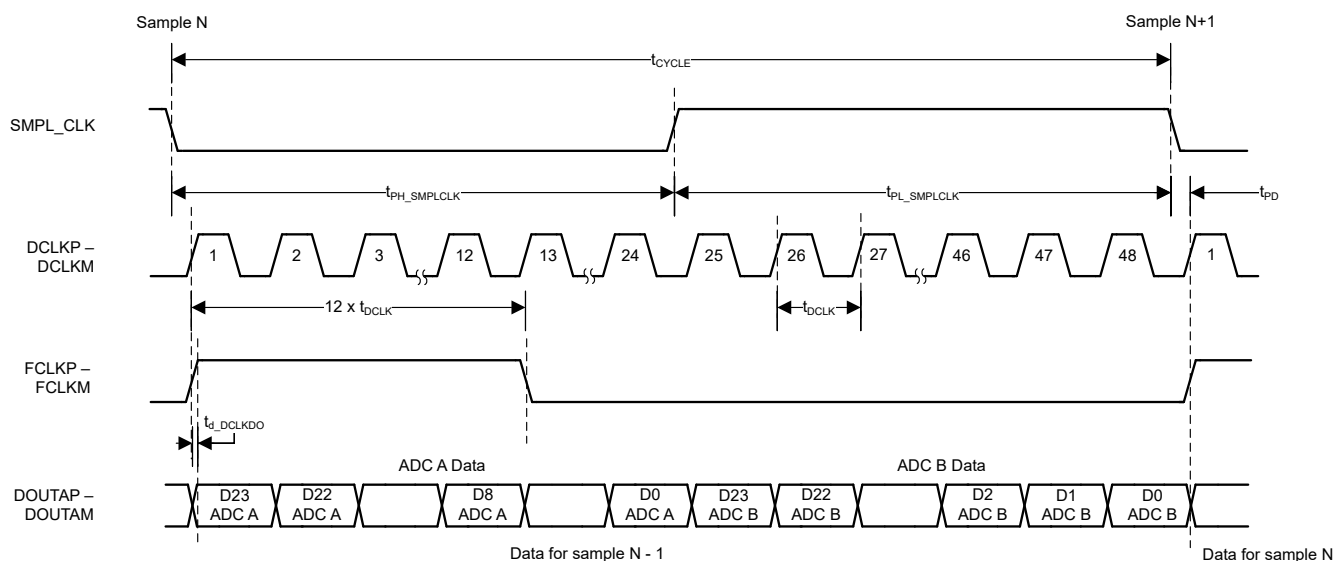 Sample N
Sample N+1
tCYCLE
SMPL_CLK
tPH_SMPLCLK
tPL_SMPLCLK
tPD
DCLKP –
DCLKM
1 2 3 12 13 24 25 26 27 46 47 48 1
12 x tDCLK
tDCLK
FCLKP –
FCLKM
td_DCLKDO
ADC A Data
ADC B Data
DOUTAP –
DOUTAM
D23
ADC A
D22
ADC A
D8
ADC A
D0
ADC A
D23
ADC B
D22
ADC B
D2
ADC B
D1
ADC B
D0
ADC B
Data for sample N - 1
Data for sample N